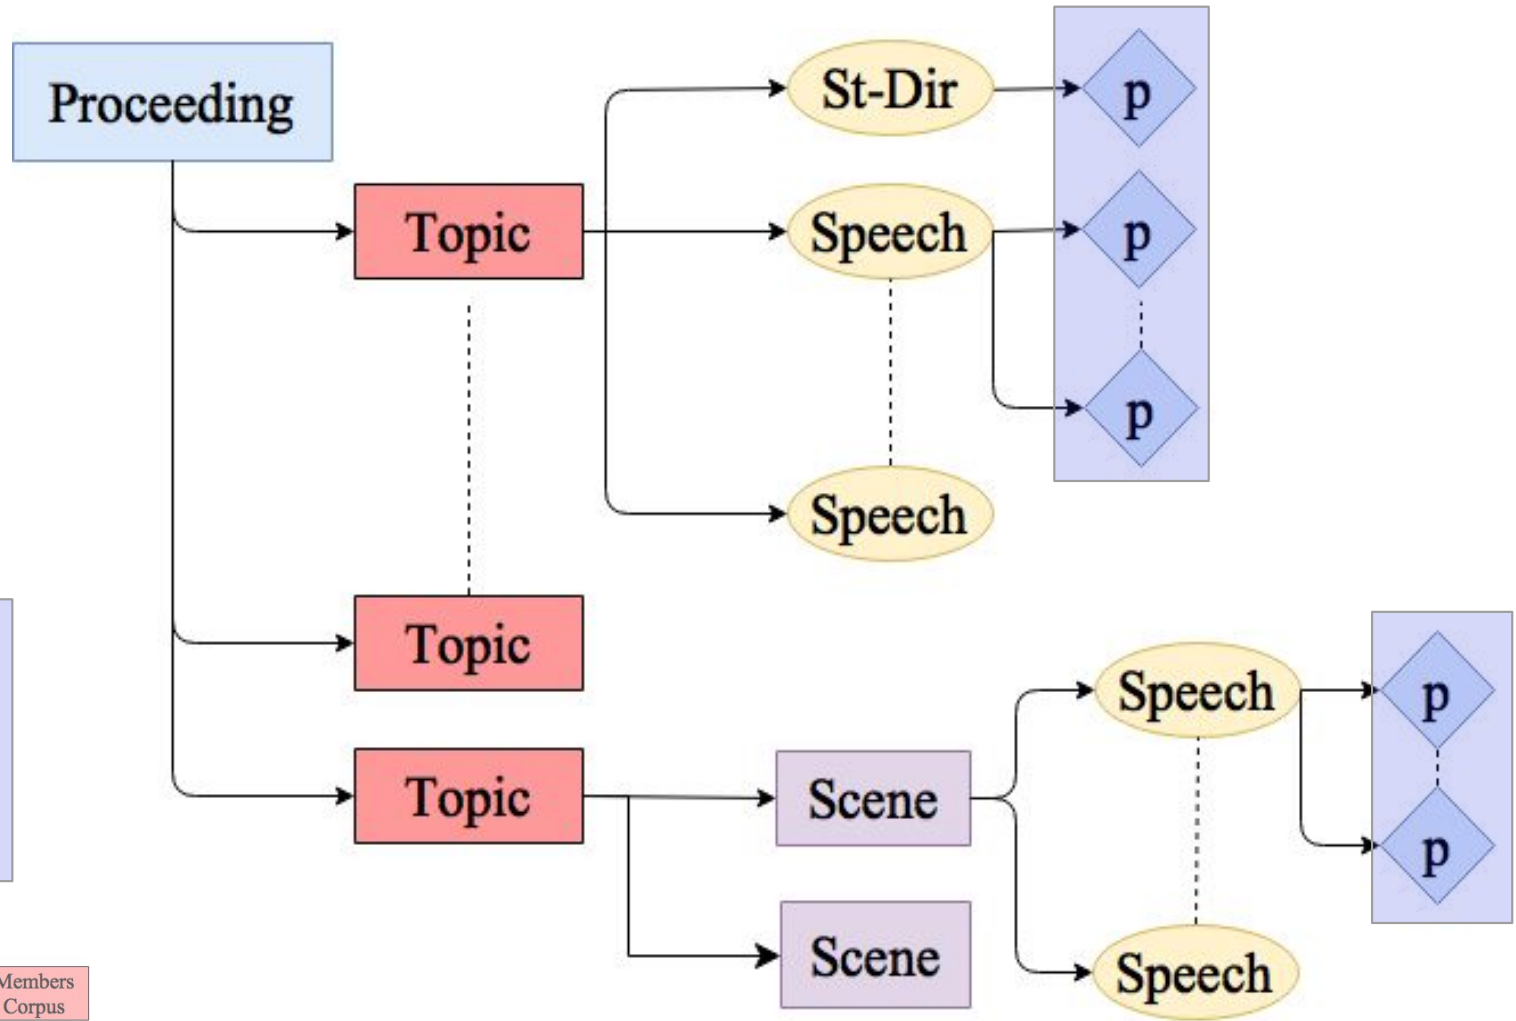 Proceeding
St-Dir
p
Topic
Speech
p
p
Speech
Topic
Speech
p
Topic
Scene
p
Scene
Speech
Members
Corpus